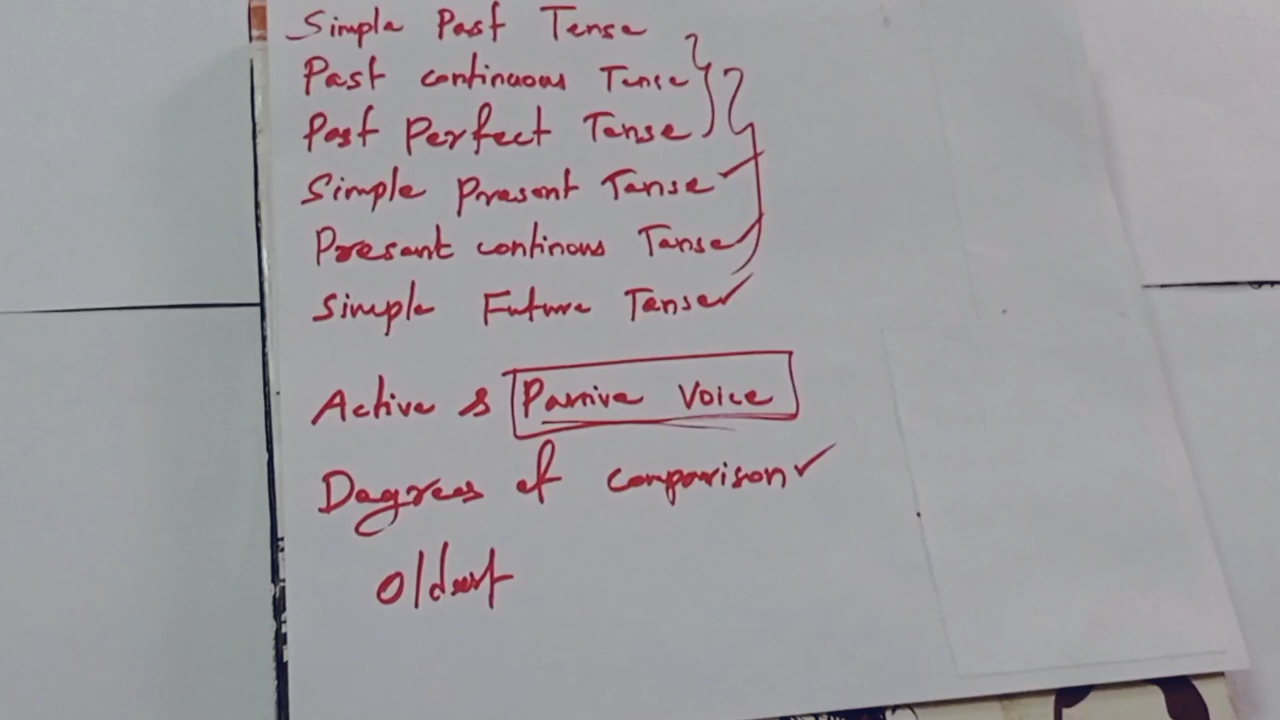 Simple Past Tense
Past continuous Tense
Past Perfect Tense
Simple Present Tense
Present continous Tense
Simple Future Tense
Active & Passive Voice
Degrees of comparison
Oldest